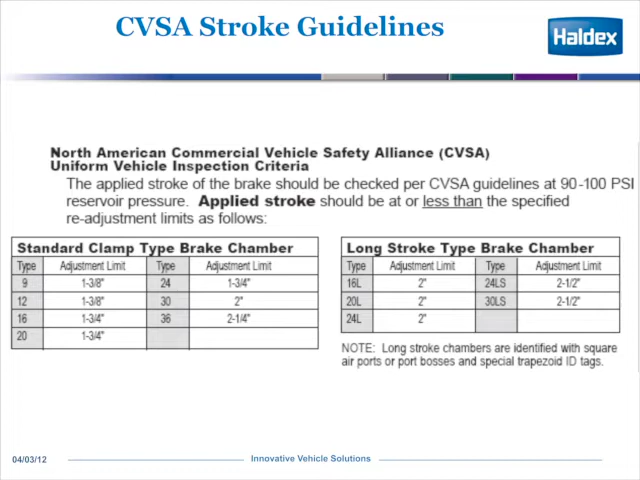 CVSA Stroke Guidelines
Haldex
North American Commercial Vehicle Safety Alliance (CVSA)
Uniform Vehicle Inspection Criteria
The applied stroke of the brake should be checked per CVSA guidelines at 90-100 PSI
reservoir pressure. Applied stroke should be at or less than the specified
re-adjustment limits as follows:
Standard Clamp Type Brake Chamber
Type Adjustment Limit Type Adjustment Limit
9 1-3/8" 24 1-3/4"
12 1-3/8" 30 2"
16 1-3/4" 36 2-1/4"
20 1-3/4"
Long Stroke Type Brake Chamber
Type Adjustment Limit Type Adjustment Limit
16L 2" 24LS 2-1/2"
20L 2" 30LS 2-1/2"
24L 2"
NOTE: Long stroke chambers are identified with square
air ports or port bosses and special trapezoid ID tags.
04/03/12
Innovative Vehicle Solutions